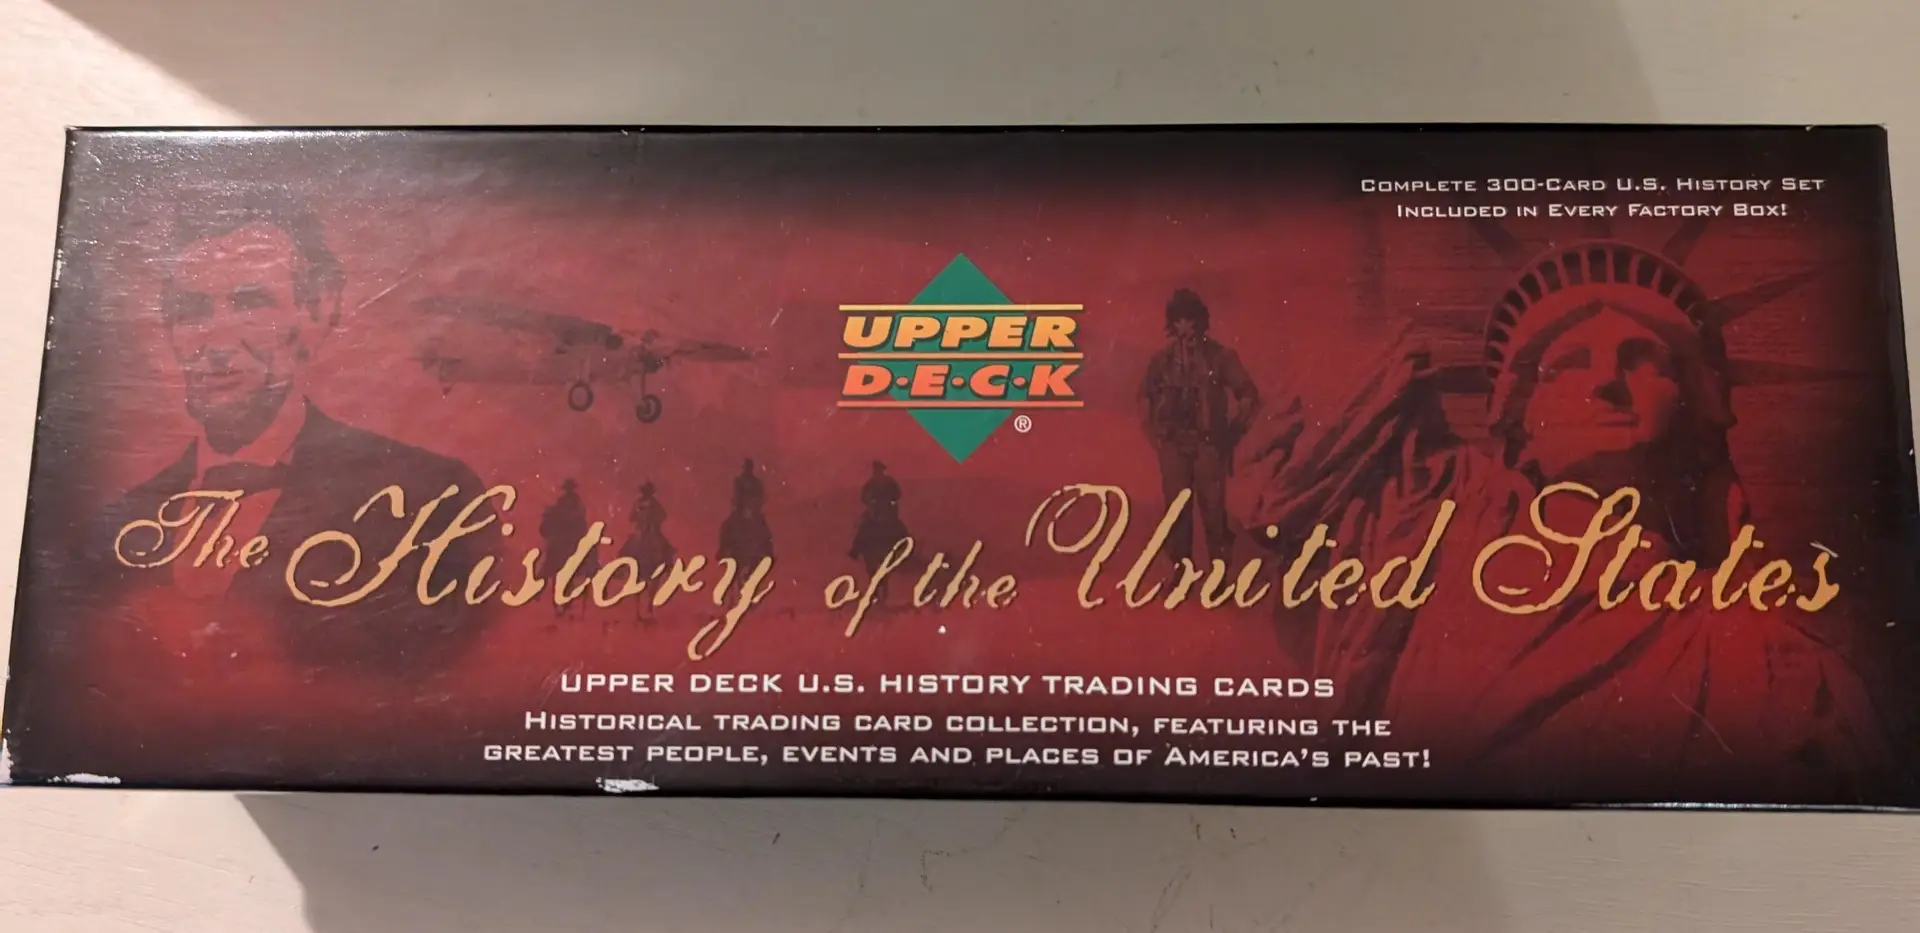 COMPLETE 300-CARD U.S. HISTORY SET
INCLUDED IN EVERY FACTORY BOX!
UPPER
D·E·C·K
®
The History of the United States
UPPER DECK U.S. HISTORY TRADING CARDS
HISTORICAL TRADING CARD COLLECTION, FEATURING THE
GREATEST PEOPLE, EVENTS AND PLACES OF AMERICA'S PAST!